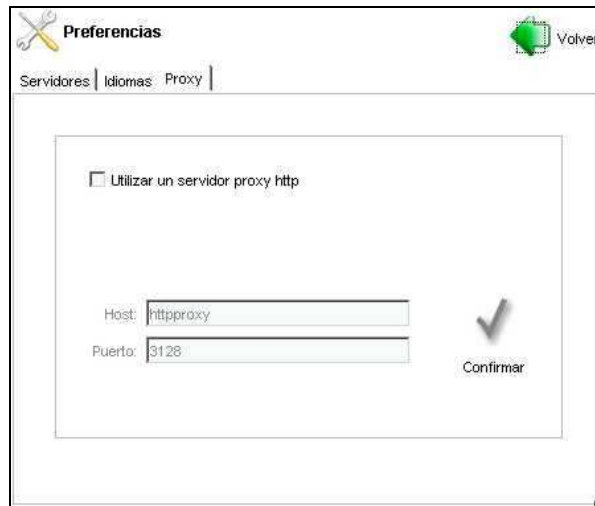 Preferencias
Volver
Servidores | Idiomas Proxy |
Utilizar un servidor proxy http
Host: httpproxy
Puerto: 3128
Confirmar